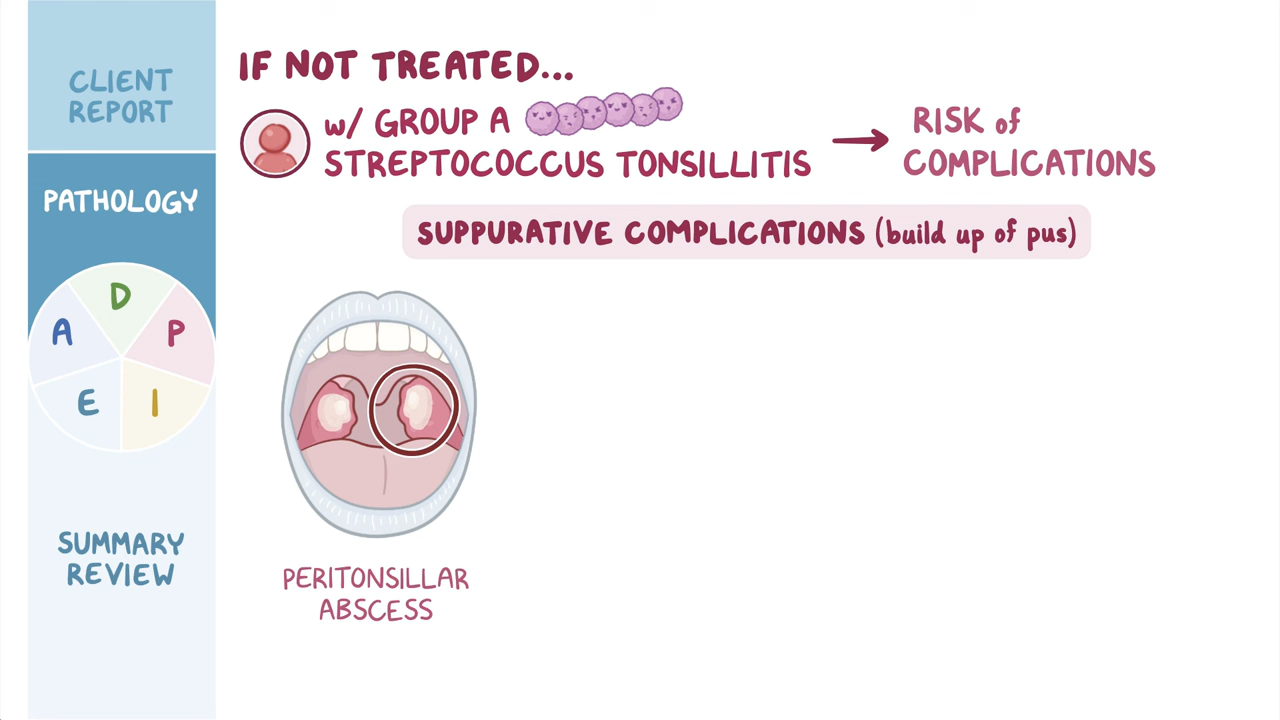 CLIENT
REPORT
PATHOLOGY
A
D
P
E
I
SUMMARY
REVIEW
IF NOT TREATED...
w/ GROUP A
STREPTOCOCCUS TONSILLITIS
RISK of
COMPLICATIONS
SUPPURATIVE COMPLICATIONS (build up of pus)
PERITONSILLAR
ABSCESS